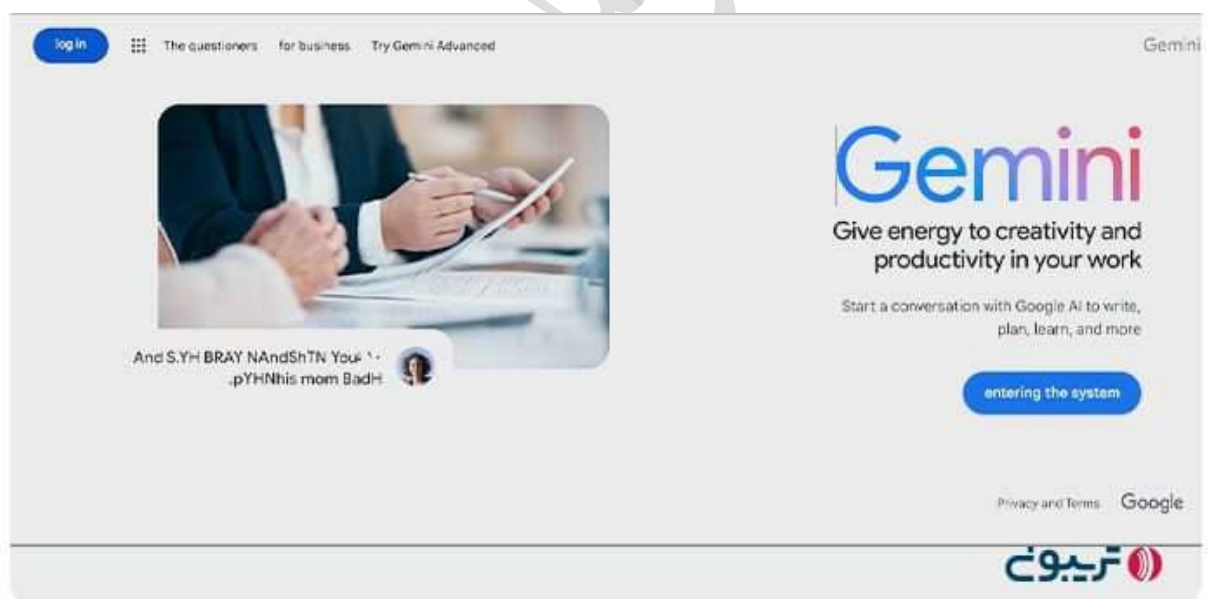 log in
The questioners for business Try Gemini Advanced
Gemini
Gemini
Give energy to creativity and
productivity in your work
Start a conversation with Google AI to write,
plan, learn, and more
entering the system
And S.YH BRAY NAndShTN You
.pYHNhis mom BadH
Privacy and Terms Google
تریبون